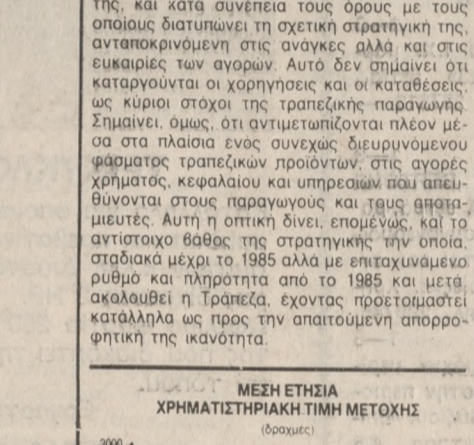 της, και κατά συνέπεια τους όρους με τους
οποίους διατυπώνει τη σχετική στρατηγική της,
ανταποκρινόμενη στις ανάγκες αλλά και στις
ευκαιρίες των αγορών. Αυτό δεν σημαίνει ότι
καταργούνται οι χορηγήσεις και οι καταθέσεις,
ως κύριοι στόχοι της τραπεζικής παραγωγής.
Σημαίνει, όμως, ότι αντιμετωπίζονται πλέον μέ-
σα στα πλαίσια ενός συνεχώς διευρυνόμενου
φάσματος τραπεζικών προϊόντων, στις αγορές
χρήματος, κεφαλαίου και υπηρεσιών που απευ-
θύνονται στους παραγωγούς και τους αποτα-
μιευτές. Αυτή η οπτική δίνει, επομένως, και το
αντίστοιχο βάθος της στρατηγικής την οποία,
σταδιακά μέχρι το 1985 αλλά με επιταχυνόμενο
ρυθμό και πληρότητα από το 1985 και μετά,
ακολουθεί η Τράπεζα, έχοντας προετοιμαστεί
κατάλληλα ως προς την απαιτούμενη απορρο-
φητική της ικανότητα.
ΜΕΣΗ ΕΤΗΣΙΑ
ΧΡΗΜΑΤΙΣΤΗΡΙΑΚΗ ΤΙΜΗ ΜΕΤΟΧΗΣ
(δραχμές)
3000